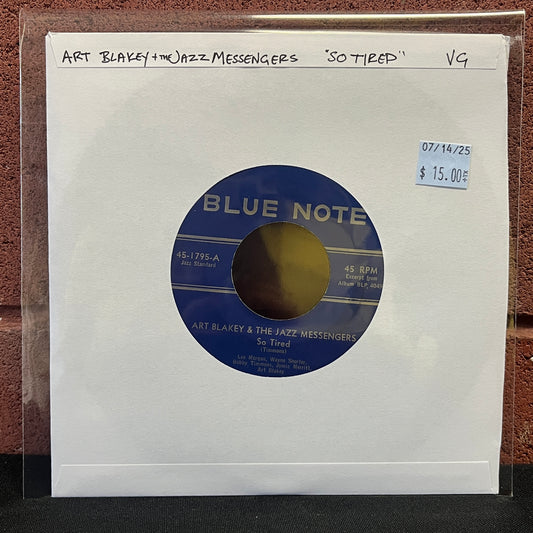 ART BLAKEY + THE JAZZ MESSENGERS "SO TIRED" VG
07/14/25
$ 15.00
BLUE NOTE
45-1795-A
Jazz Standard
45 RPM
Excerpt from
Album BLP 4049
ART BLAKEY & THE JAZZ MESSENGERS
So Tired
(Timmons)
Lee Morgan, Wayne Shorter,
Bobby Timmons, Jymie Merritt,
Art Blakey